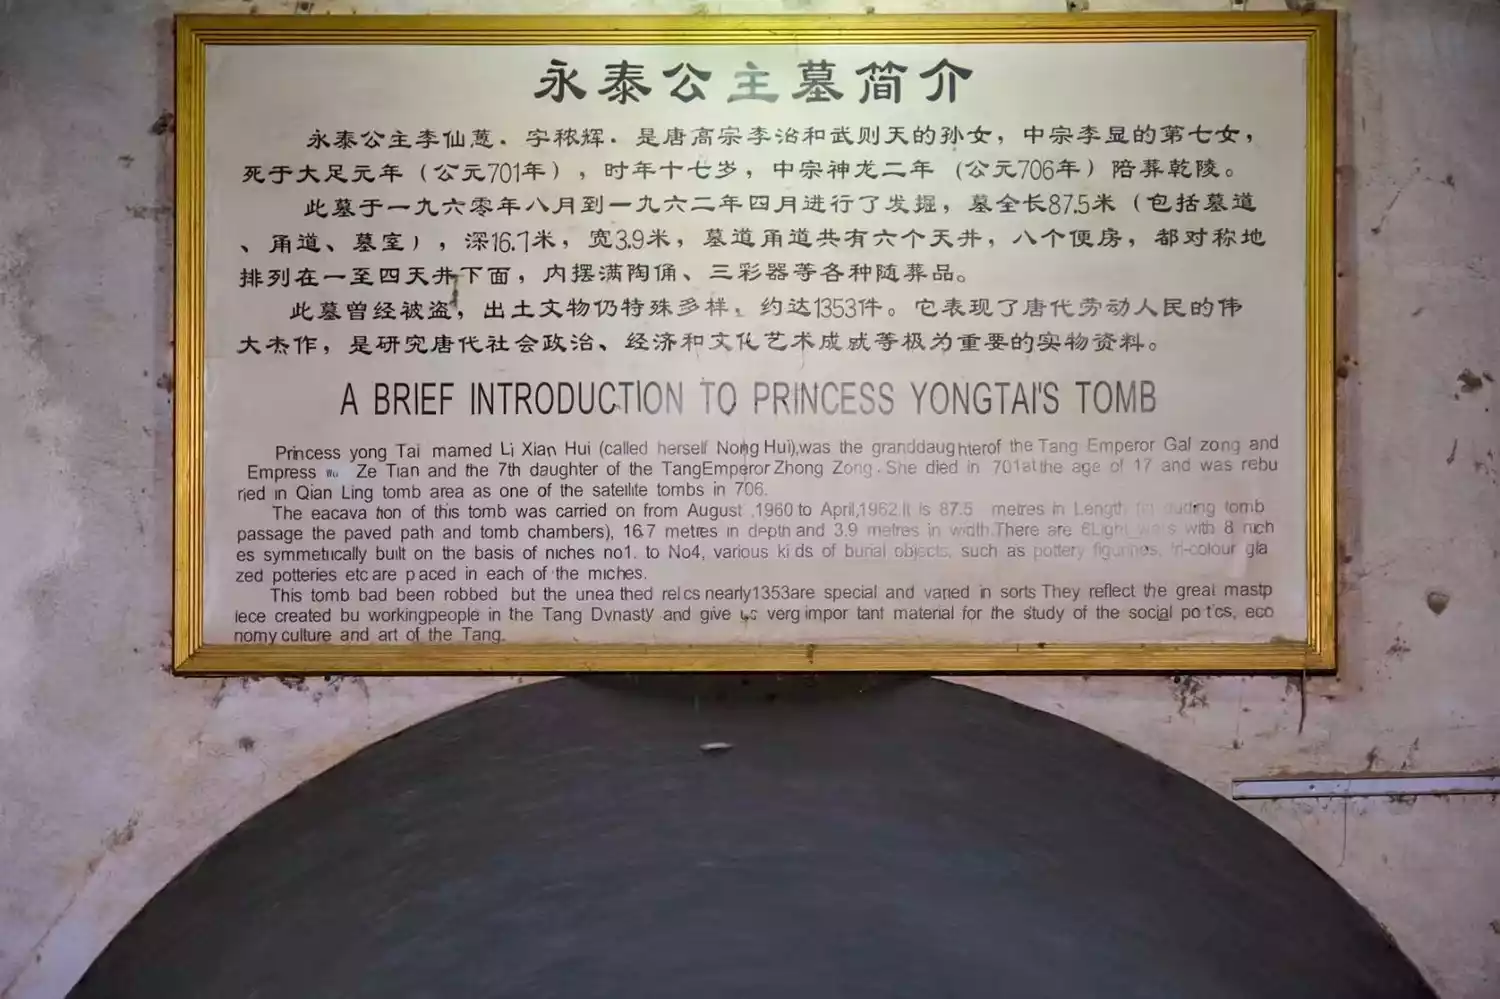 永泰公主墓简介
永泰公主李仙蕙．字秾辉．是唐高宗李治和武则天的孙女，中宗李显的第七女，
死于大足元年（公元701年），时年十七岁，中宗神龙二年（公元706年）陪葬乾陵。
此墓于一九六零年八月到一九六二年四月进行了发掘，墓全长87.5米（包括墓道
、甬道、墓室），深16.7米，宽3.9米，墓道甬道共有六个天井，八个便房，都对称地
排列在一至四天井下面，内摆满陶俑、三彩器等各种随葬品。
此墓曾经被盗，出土文物仍特殊多样，约达1353件。它表现了唐代劳动人民的伟
大杰作，是研究唐代社会政治、经济和文化艺术成就等极为重要的实物资料。
A BRIEF INTRODUCTION TO PRINCESS YONGTAI'S TOMB
Princess yong Tai mamed Li Xian Hui (called herself Nong Hui),was the granddaug hterof the Tang Emperor Gal zong and
Empress Wu Ze Tian and the 7th daughter of the TangEmperor Zhong Zong.She died in 701at the age of 17 and was rebu
ried in Qian Ling tomb area as one of the satellite tombs in 706.
The eacava tion of this tomb was carried on from August .1960 to April,1962.It is 87.5 metres in Length tomb
passage the paved path and tomb chambers), 16.7 metres in depth and 3.9 metres in width.There are 6Light with 8 nich
es symmetrically built on the basis of niches no1. to No4, various ki ds of burial objects, such as pottery figurines, tri-colour gla
zed potteries etc are p aced in each of the miches.
This tomb bad been robbed but the unea thed rel cs nearly1353are special and varied in sorts They reflect the great mastp
iece created bu workingpeople in the Tang Dynasty and give us verg impor tant material for the study of the social po t cs, eco
nomy culture and art of the Tang.